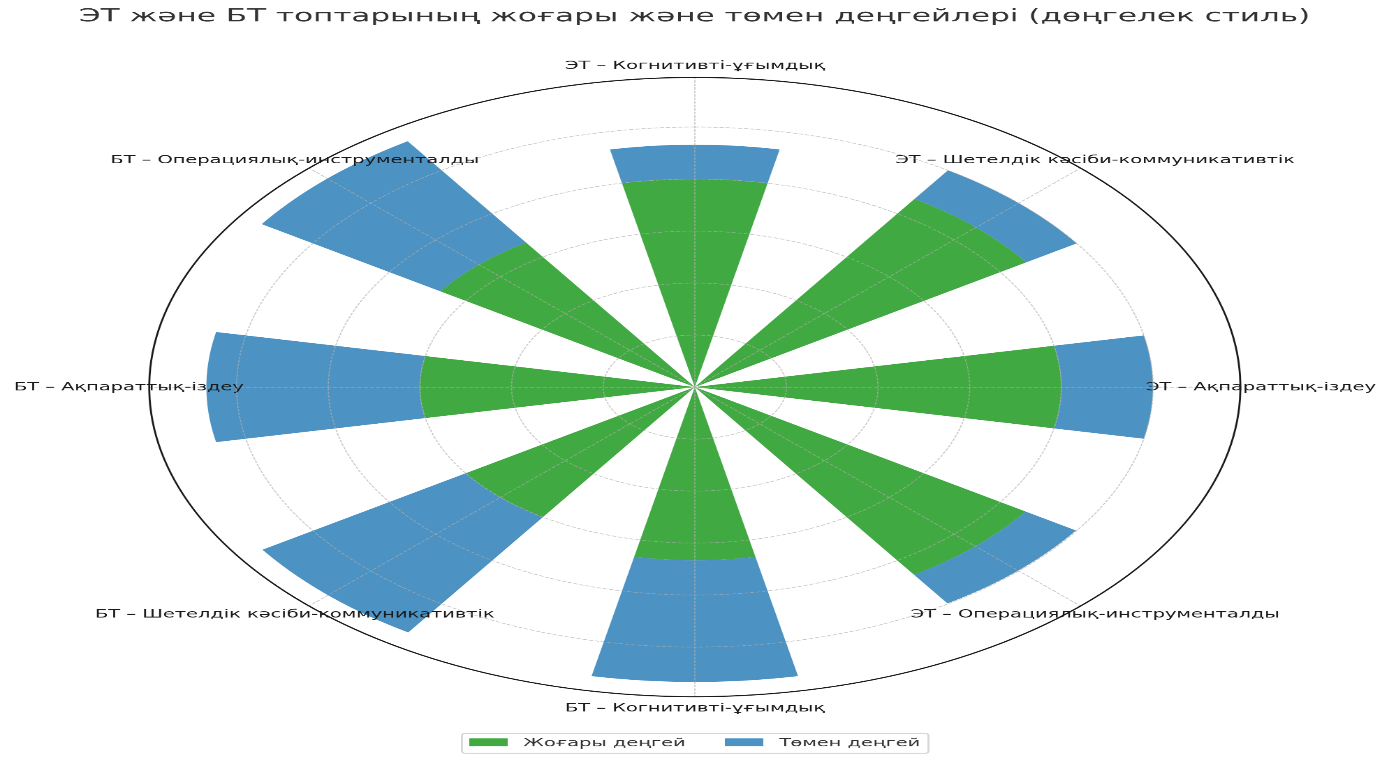 ЭТ және БТ топтарының жоғары және төмен деңгейлері (дөңгелек стиль)
ЭТ – Когнитивті-ұғымдық
БТ – Операциялық-инструменталды
ЭТ – Шетелдік кәсіби-коммуникативтік
БТ – Ақпараттық-іздеу
ЭТ – Ақпараттық-іздеу
БТ – Шетелдік кәсіби-коммуникативтік
ЭТ – Операциялық-инструменталды
БТ – Когнитивті-ұғымдық
Жоғары деңгей
Төмен деңгей